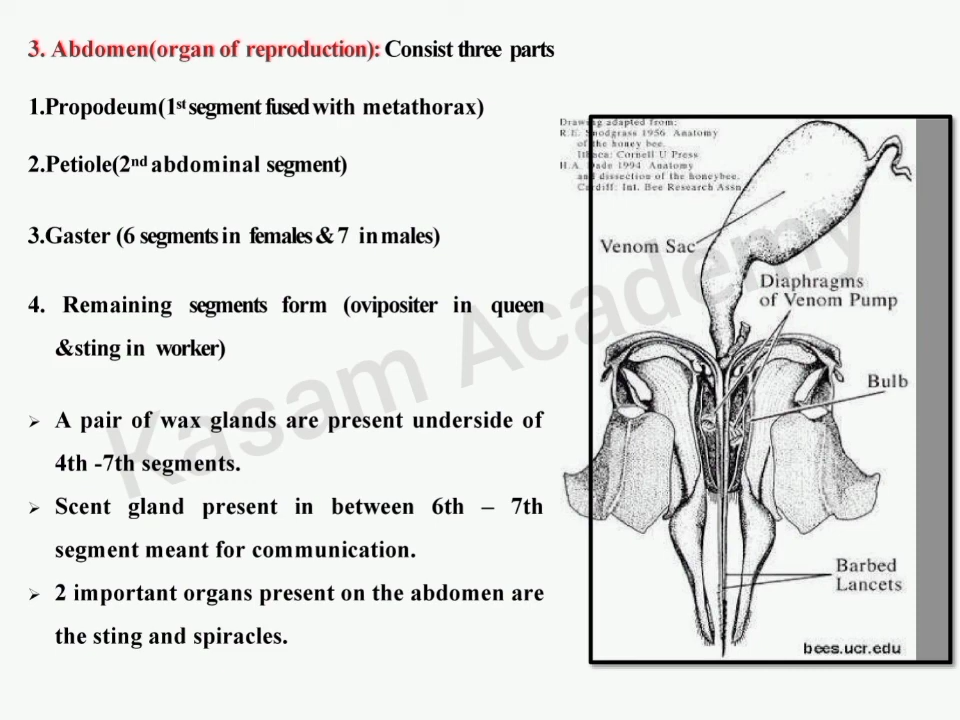 3. Abdomen(organ of reproduction): Consist three parts
1.Propodeum(1st segment fused with metathorax)
2.Petiole(2nd abdominal segment)
3.Gaster (6 segments in females & 7 in males)
4. Remaining segments form (ovipositer in queen
&sting in worker)
➢ A pair of wax glands are present underside of
4th -7th segments.
➢ Scent gland present in between 6th – 7th
segment meant for communication.
➢ 2 important organs present on the abdomen are
the sting and spiracles.
Drawing adapted from:
R.E. Snodgrass 1956 Anatomy
of the honey bee.
Ithaca: Cornell U Press
H.A. Dade 1994 Anatomy
and dissection of the honeybee.
Cardiff: Int. Bee Research Assn
Venom Sac
Diaphragms
of Venom Pump
Bulb
Barbed
Lancets
bees.ucr.edu
Kasam Academy